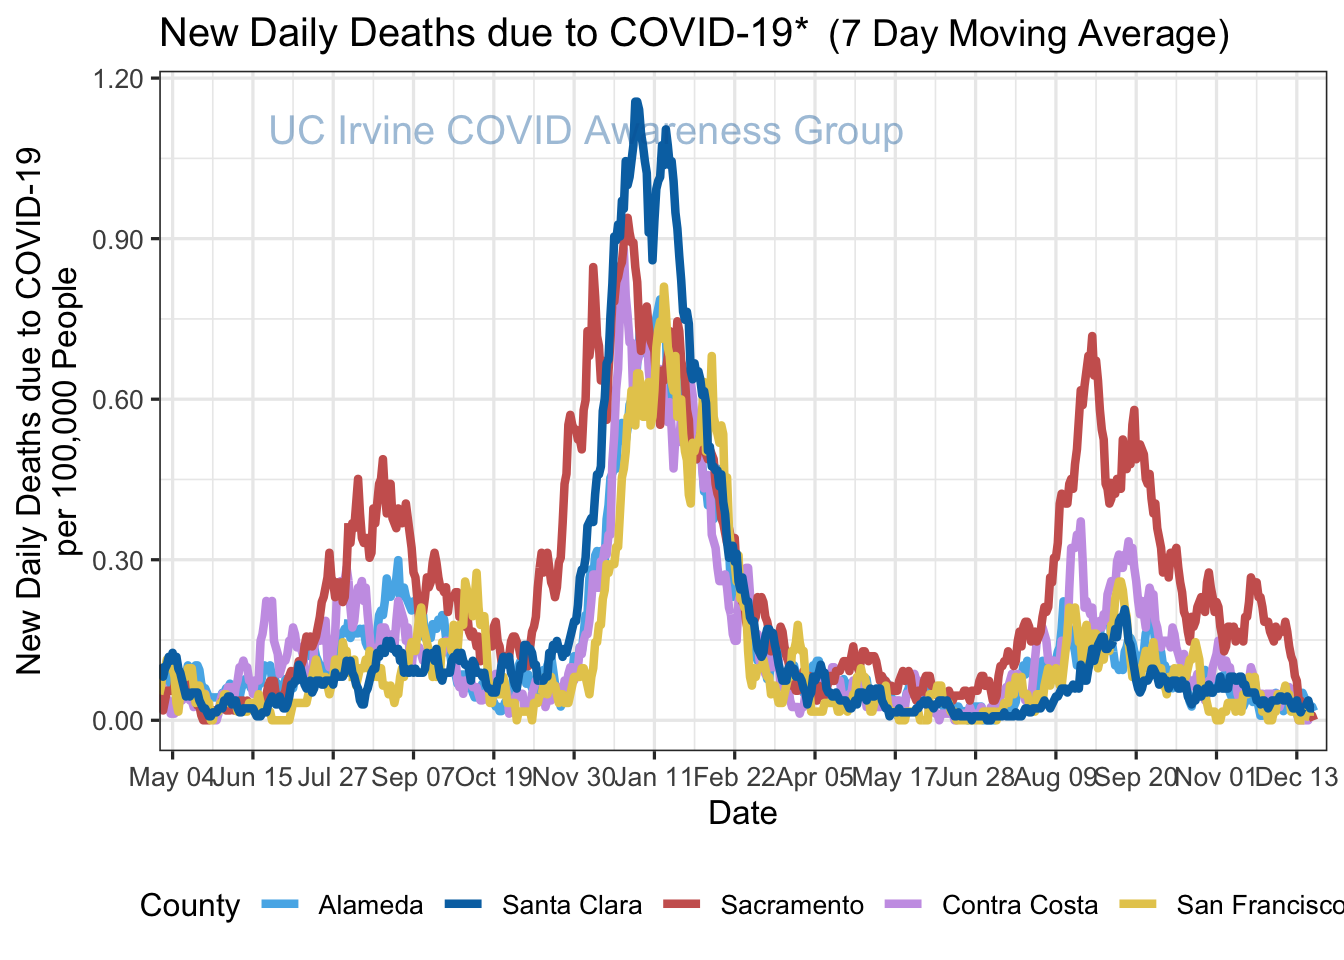 New Daily Deaths due to COVID-19* (7 Day Moving Average)
UC Irvine COVID Awareness Group
New Daily Deaths due to COVID-19
per 100,000 People
1.20
0.90
0.60
0.30
0.00
May 04 Jun 15 Jul 27 Sep 07 Oct 19 Nov 30 Jan 11 Feb 22 Apr 05 May 17 Jun 28 Aug 09 Sep 20 Nov 01 Dec 13
Date
County Alameda Santa Clara Sacramento Contra Costa San Francisco